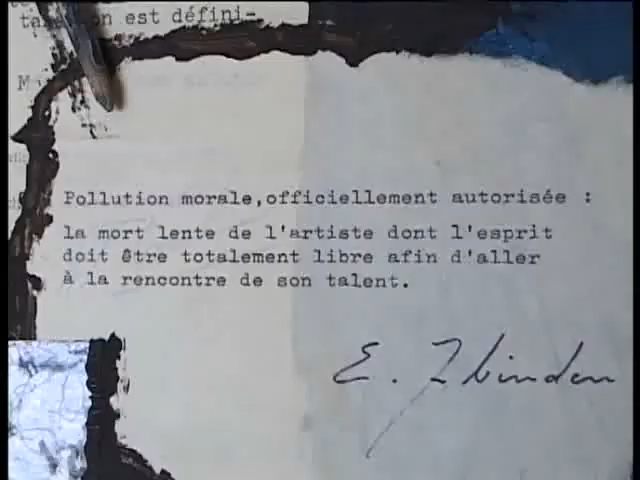 est défini-
Pollution morale,officiellement autorisée :
la mort lente de l'artiste dont l'esprit
doit être totalement libre afin d'aller
à la rencontre de son talent.
E. Zbinden